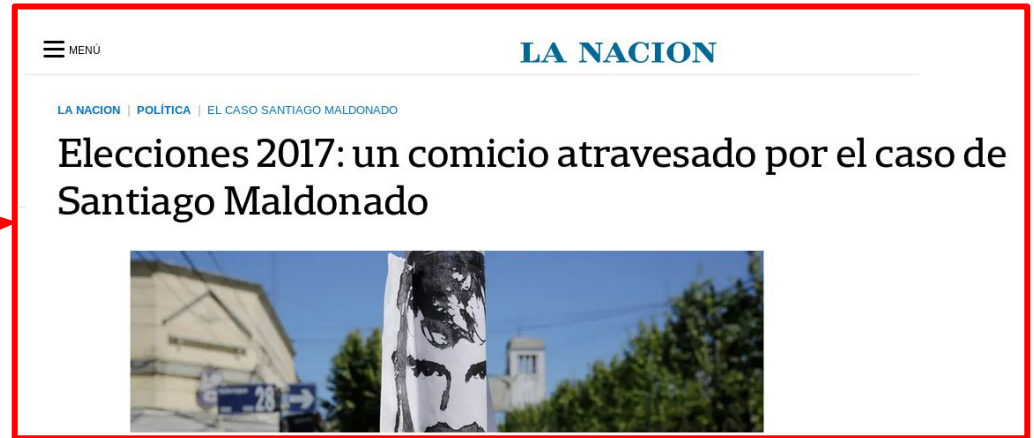 MENÚ
LA NACION
LA NACION | POLÍTICA | EL CASO SANTIAGO MALDONADO
Elecciones 2017: un comicio atravesado por el caso de
Santiago Maldonado
28